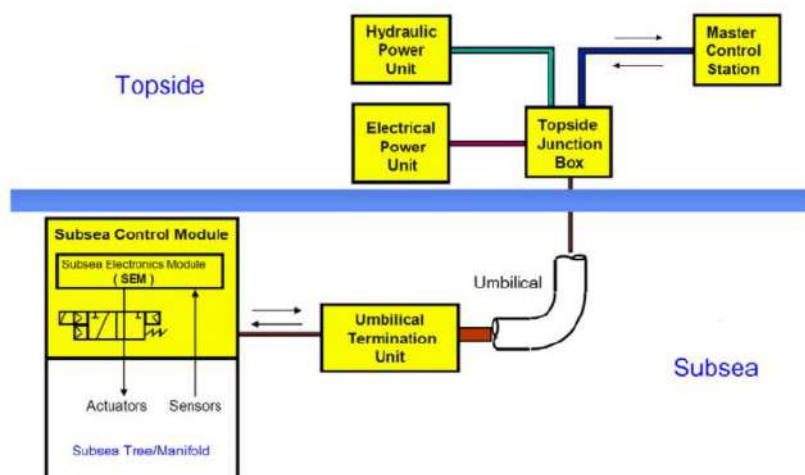 Topside
Hydraulic
Power
Unit
Master
Control
Station
Electrical
Power
Unit
Topside
Junction
Box
Subsea Control Module
Subsea Electronics Module
( SEM )
Umbilical
Umbilical
Termination
Unit
Subsea
Actuators
Sensors
Subsea Tree/Manifold